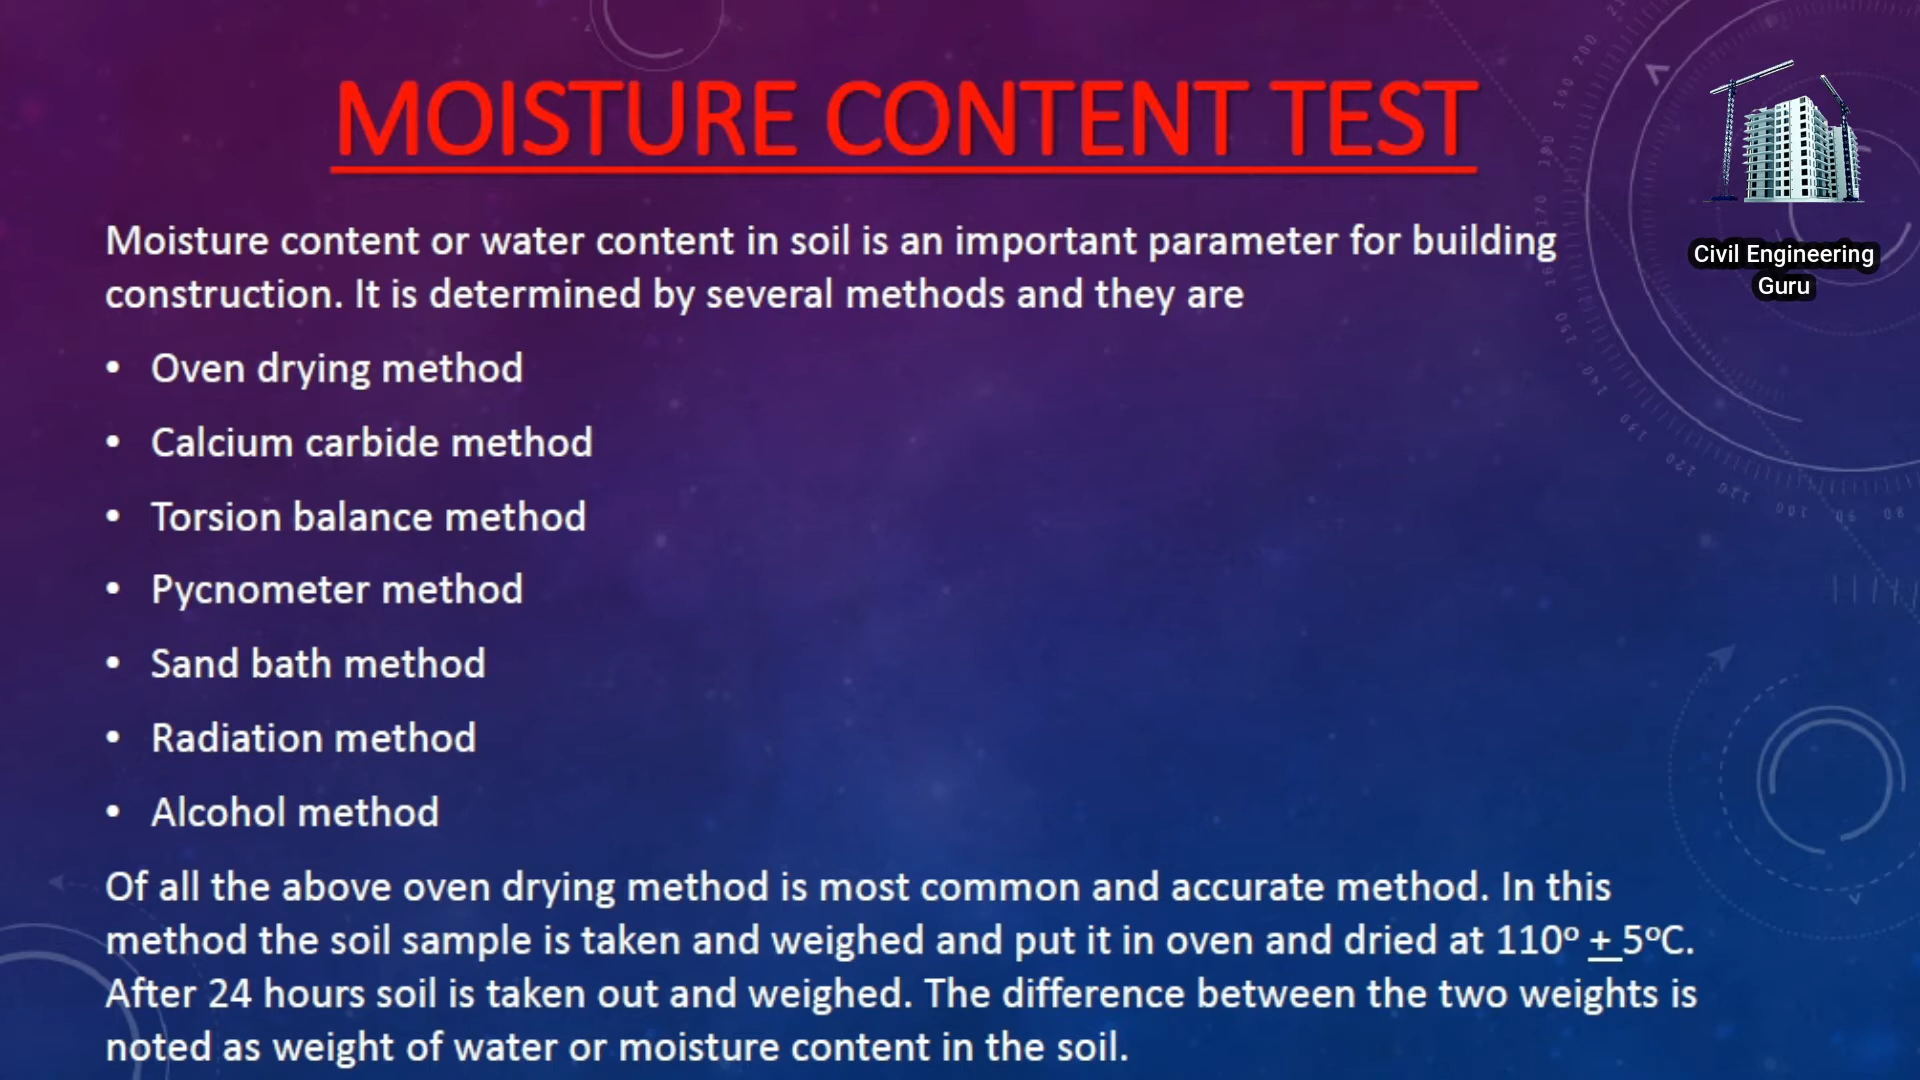 MOISTURE CONTENT TEST
Civil Engineering
Guru
Moisture content or water content in soil is an important parameter for building
construction. It is determined by several methods and they are
• Oven drying method
• Calcium carbide method
• Torsion balance method
• Pycnometer method
• Sand bath method
• Radiation method
• Alcohol method
Of all the above oven drying method is most common and accurate method. In this
method the soil sample is taken and weighed and put it in oven and dried at 110º + 5ºC.
After 24 hours soil is taken out and weighed. The difference between the two weights is
noted as weight of water or moisture content in the soil.